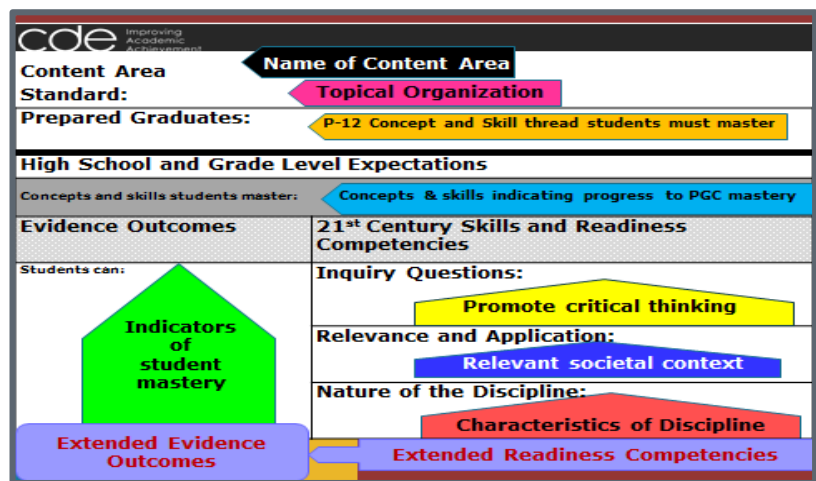 cde Improving
Academic
Achievement
Content Area
Name of Content Area
Standard:
Topical Organization
Prepared Graduates:
P-12 Concept and Skill thread students must master
High School and Grade Level Expectations
Concepts and skills students master:
Concepts & skills indicating progress to PGC mastery
Evidence Outcomes
21st Century Skills and Readiness
Competencies
Students can:
Indicators
of
student
mastery
Inquiry Questions:
Promote critical thinking
Relevance and Application:
Relevant societal context
Nature of the Discipline:
Characteristics of Discipline
Extended Evidence
Outcomes
Extended Readiness Competencies